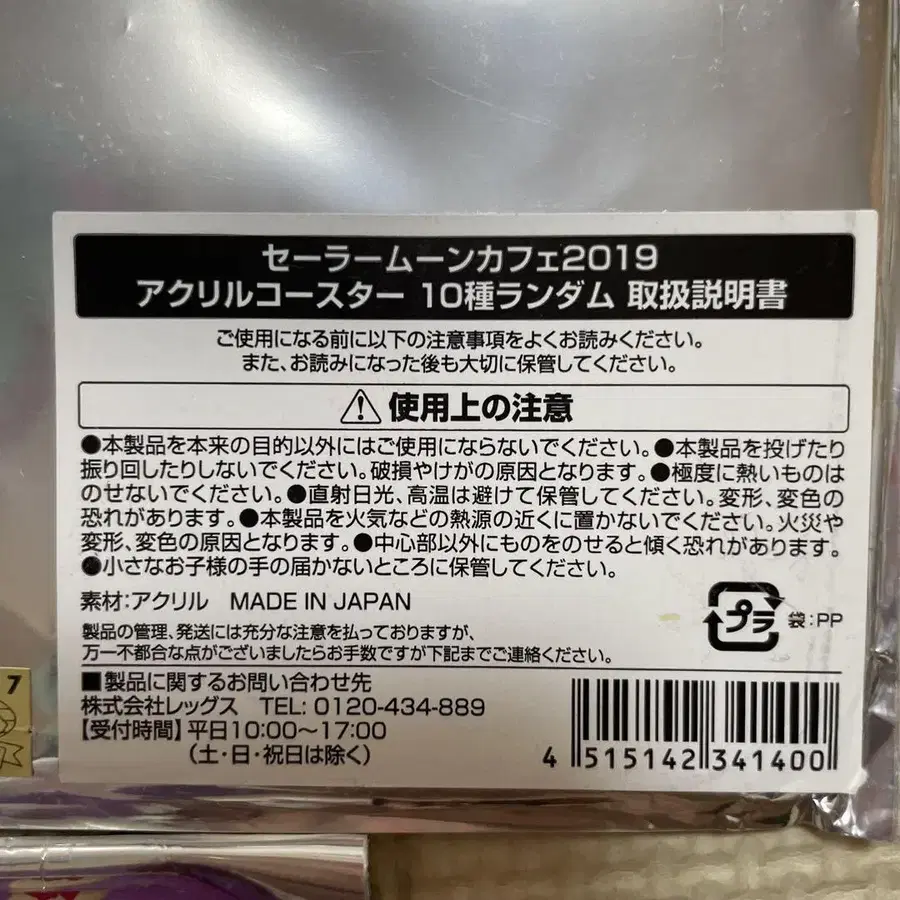 セーラームーンカフェ2019
アクリルコースター 10種ランダム 取扱説明書
ご使用になる前に以下の注意事項をよくお読みください。
また、お読みになった後も大切に保管してください。
使用上の注意
●本製品を本来の目的以外にはご使用にならないでください。●本製品を投げたり
振り回したりしないでください。破損やけがの原因となります。●極度に熱いものは
のせないでください。●直射日光、高温は避けて保管してください。変形、変色の
恐れがあります。●本製品を火気などの熱源の近くに置かないでください。火災や
変形、変色の原因となります。●中心部以外にものをのせると傾く恐れがあります。
●小さなお子様の手の届かないところに保管してください。
素材:アクリル MADE IN JAPAN
プラ 袋:PP
製品の管理、発送には充分な注意を払っておりますが、
万一不都合な点がございましたらお手数ですが下記までご連絡ください。
■製品に関するお問い合わせ先
株式会社レッグス TEL: 0120-434-889
【受付時間】平日10:00~17:00
(土・日・祝日は除く)
4 515142 341400
7